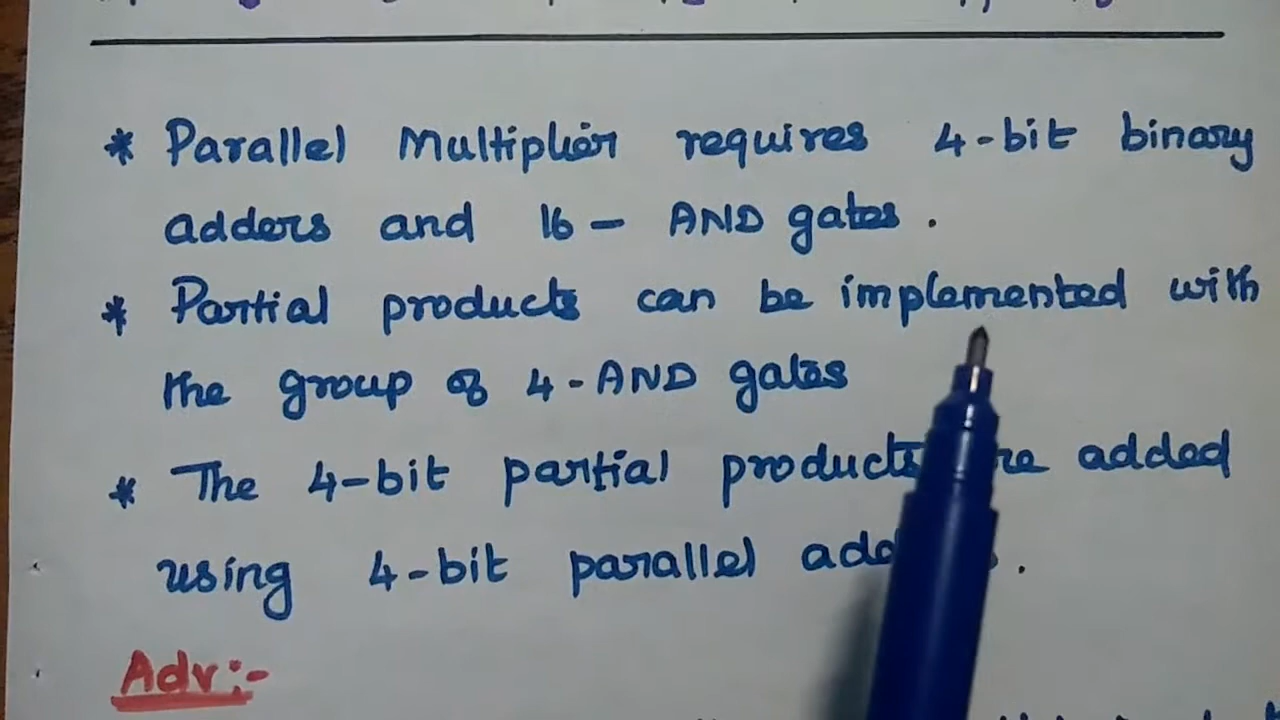 * Parallel Multiplier requires 4-bit binary
adders and 16- AND gates.
* Partial products can be implemented with
the group of 4-AND gates
* The 4-bit partial products added
using 4-bit parallel
Adv:-